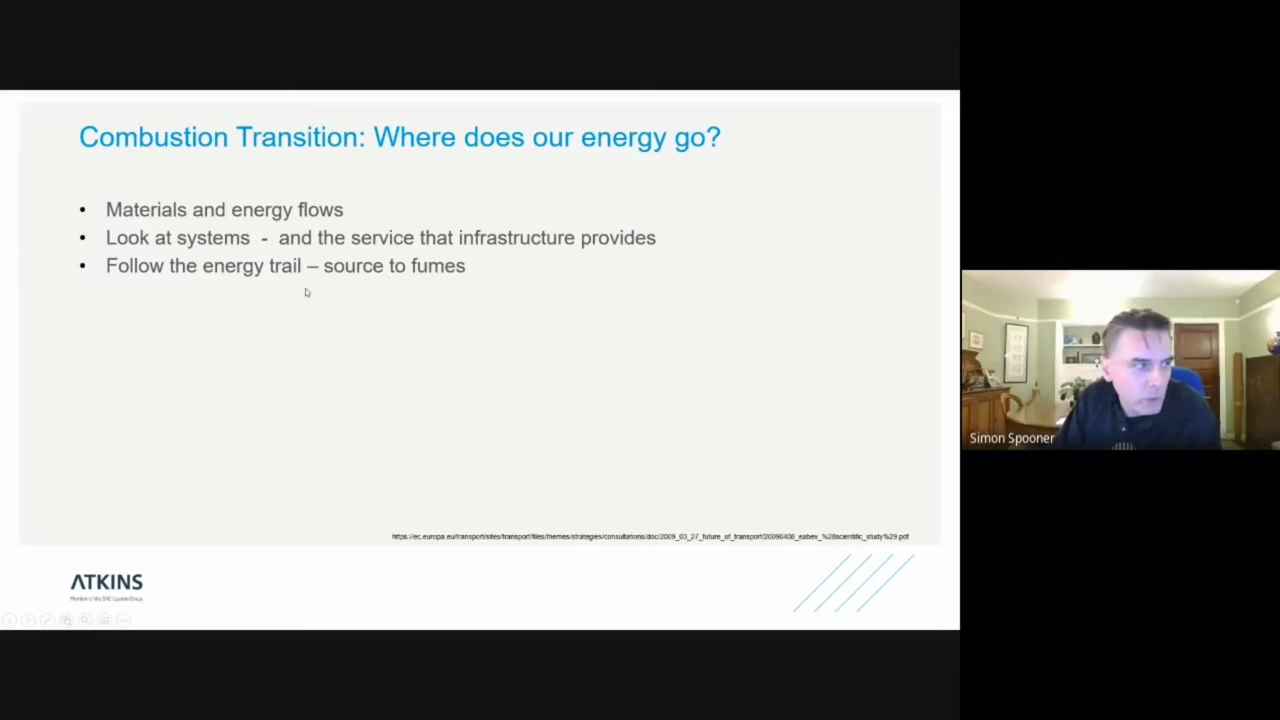 Combustion Transition: Where does our energy go?
• Materials and energy flows
• Look at systems - and the service that infrastructure provides
• Follow the energy trail – source to fumes
https://ec.europa.eu/transport/sites/transport/files/themes/strategies/consultations/doc/2009_03_27_future_of_transport/20090408_eabev_%28scientific_study%29.pdf
ATKINS
Member of the SNC-Lavalin Group
Simon Spooner